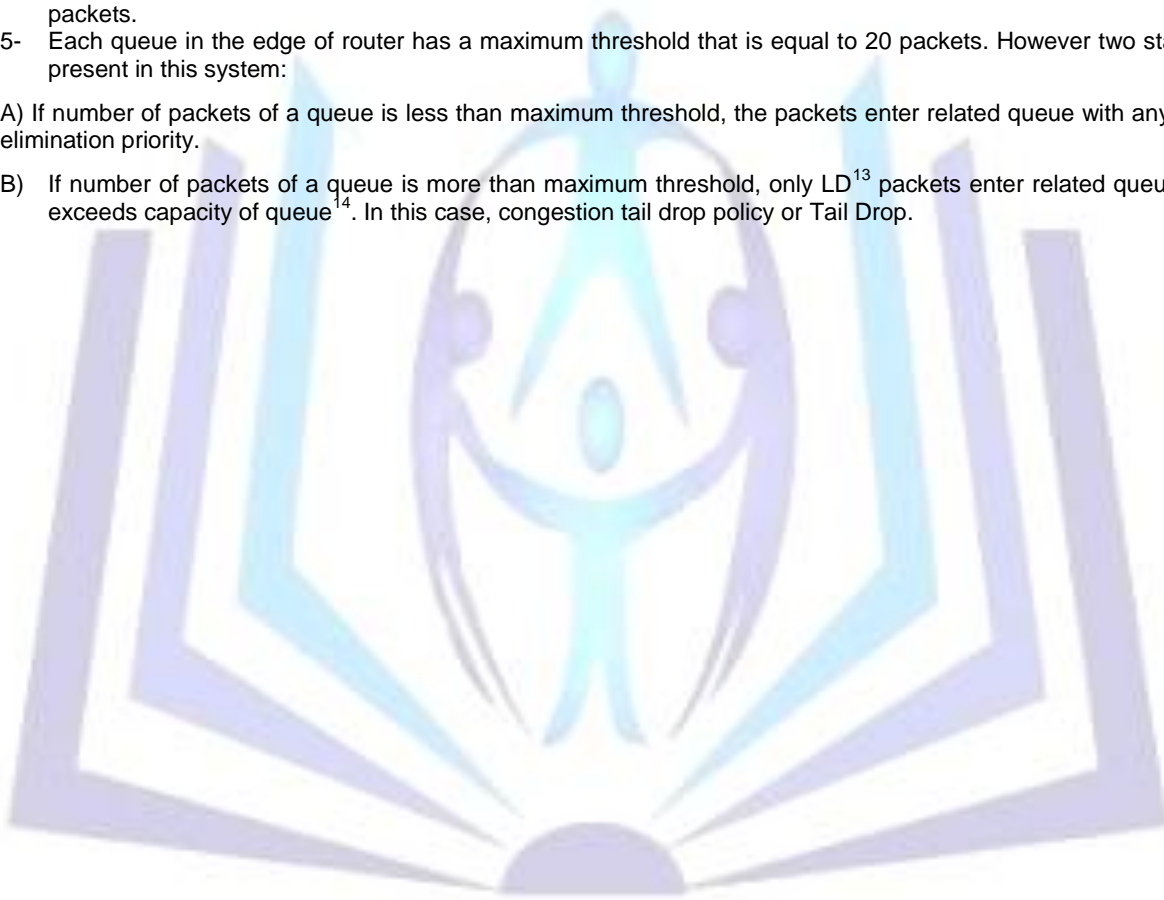 packets.
5- Each queue in the edge of router has a maximum threshold that is equal to 20 packets. However two
present in this system:
A) If number of packets of a queue is less than maximum threshold, the packets enter related queue with any
elimination priority.
B) If number of packets of a queue is more than maximum threshold, only LD13 packets enter related
exceeds capacity of queue14. In this case, congestion tail drop policy or Tail Drop.